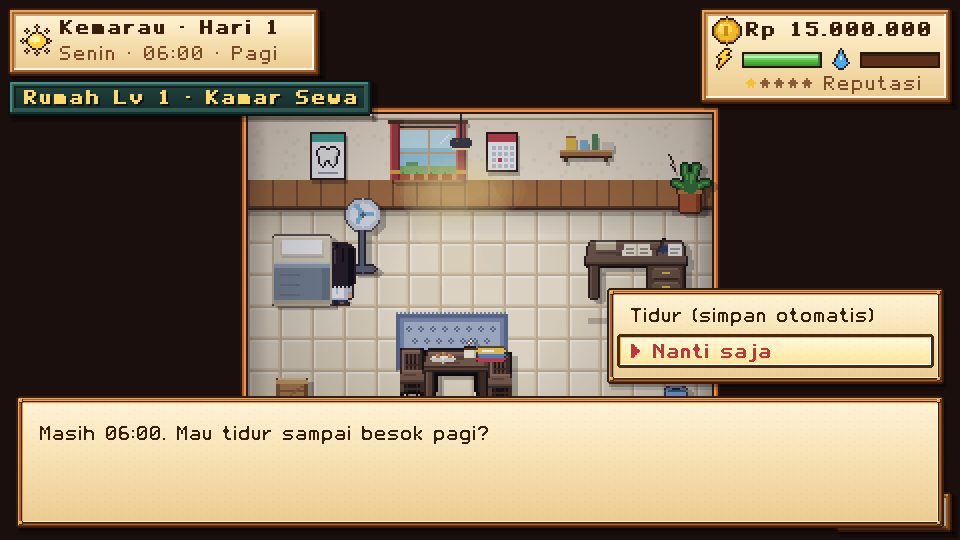 Kemarau · Hari 1
Senin · 06:00 · Pagi
Rp 15.000.000
Reputasi
Rumah Lv 1 · Kamar Sewa
Tidur (simpan otomatis)
Nanti saja
Masih 06:00. Mau tidur sampai besok pagi?